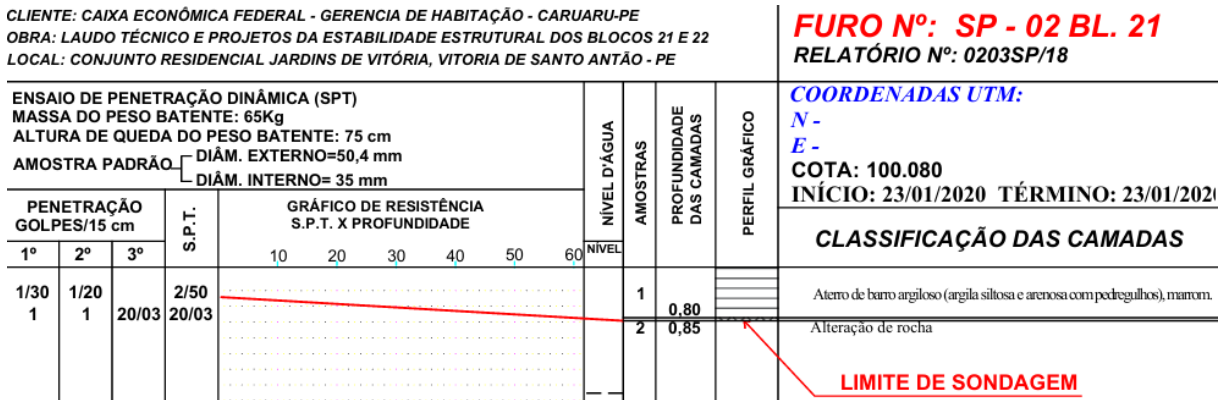 CLIENTE: CAIXA ECONÔMICA FEDERAL - GERENCIA DE HABITAÇÃO - CARUARU-PE
OBRA: LAUDO TÉCNICO E PROJETOS DA ESTABILIDADE ESTRUTURAL DOS BLOCOS 21 E 22
LOCAL: CONJUNTO RESIDENCIAL JARDINS DE VITÓRIA, VITORIA DE SANTO ANTÃO - PE
FURO Nº: SP - 02 BL. 21
RELATÓRIO Nº: 0203SP/18
ENSAIO DE PENETRAÇÃO DINÂMICA (SPT)
MASSA DO PESO BATENTE: 65Kg
ALTURA DE QUEDA DO PESO BATENTE: 75 cm
AMOSTRA PADRÃO
DIÂM. EXTERNO=50,4 mm
DIÂM. INTERNO= 35 mm
PENETRAÇÃO
GOLPES/15 cm
1º 2º 3º
S.P.T.
GRÁFICO DE RESISTÊNCIA
S.P.T. X PROFUNDIDADE
10 20 30 40 50 60
NÍVEL D'ÁGUA
NÍVEL
AMOSTRAS
PROFUNDIDADE
DAS CAMADAS
PERFIL GRÁFICO
COORDENADAS UTM:
N -
E -
COTA: 100.080
INÍCIO: 23/01/2020 TÉRMINO: 23/01/2020
CLASSIFICAÇÃO DAS CAMADAS
1/30 1/20 2/50
1 1 20/03 20/03
1 0,80 Aterro de barro argiloso (argila siltosa e arenosa com pedregulhos), marrom.
2 0,85 Alteração de rocha
LIMITE DE SONDAGEM